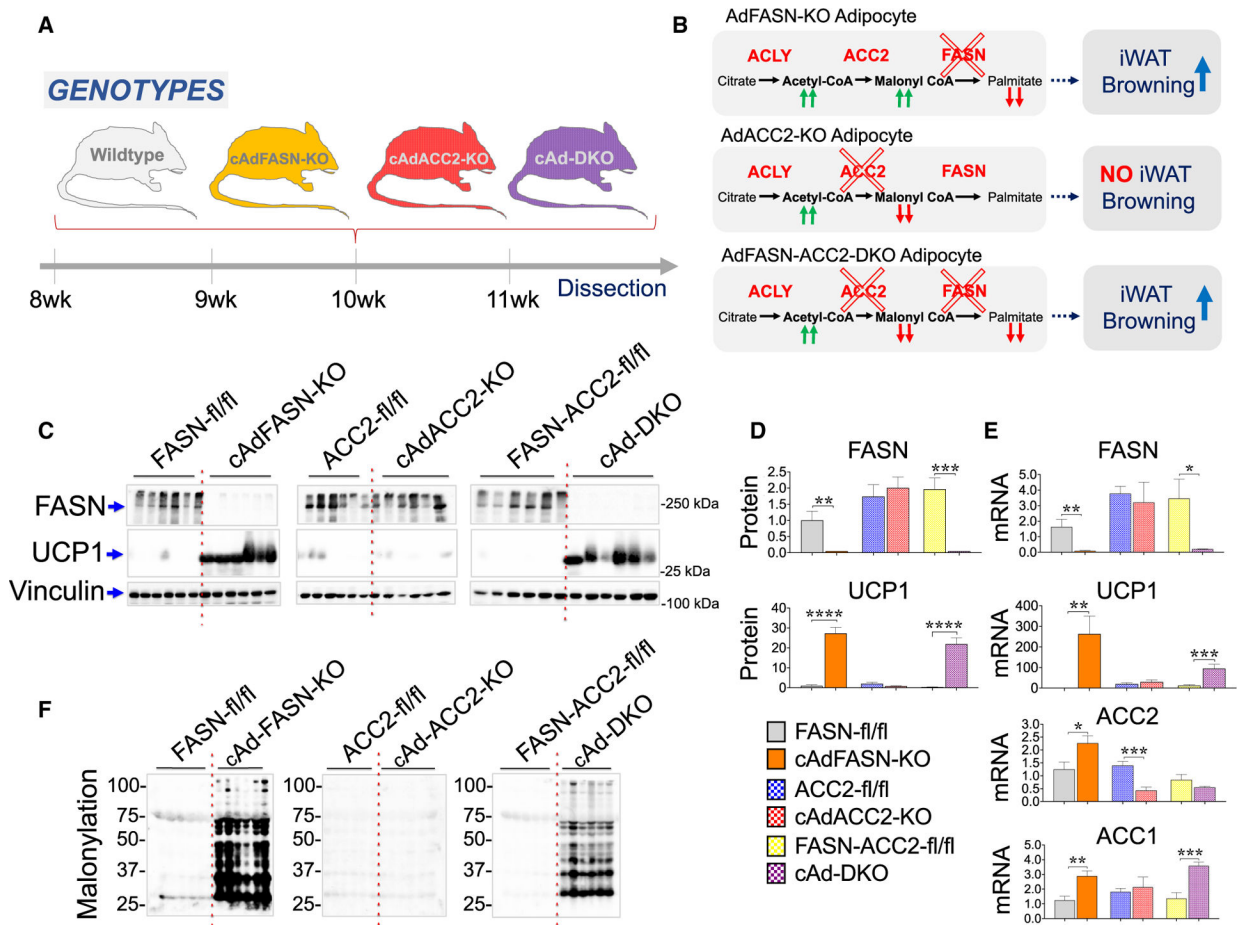 A
GENOTYPES
Wildtype
cAdFASN-KO
cAdACC2-KO
cAd-DKO
8wk
9wk
10wk
11wk
Dissection
B
AdFASN-KO Adipocyte
ACLY
ACC2
FASN
Citrate
Acetyl-CoA
Malonyl CoA
Palmitate
iWAT
Browning
AdACC2-KO Adipocyte
ACLY
ACC2
FASN
Citrate
Acetyl-CoA
Malonyl CoA
Palmitate
NO iWAT
Browning
AdFASN-ACC2-DKO Adipocyte
ACLY
ACC2
FASN
Citrate
Acetyl-CoA
Malonyl CoA
Palmitate
iWAT
Browning
C
FASN-fl/fl
cAdFASN-KO
ACC2-fl/fl
cAdACC2-KO
FASN-ACC2-fl/fl
cAd-DKO
FASN
UCP1
Vinculin
-250 kDa
-25 kDa
-100 kDa
D
FASN
Protein
2.5
2.0
1.5
1.0
0.5
0.0
**
***
UCP1
Protein
40
30
20
10
0
****
****
FASN-fl/fl
cAdFASN-KO
ACC2-fl/fl
cAdACC2-KO
FASN-ACC2-fl/fl
cAd-DKO
E
FASN
mRNA
6.0
4.0
2.0
0.0
**
*
UCP1
mRNA
400
300
200
100
0
**
***
ACC2
mRNA
3.0
2.5
2.0
1.5
1.0
0.5
0.0
*
***
ACC1
mRNA
5.0
4.0
3.0
2.0
1.0
0.0
**
***
F
FASN-fl/fl
cAd-FASN-KO
ACC2-fl/fl
cAd-ACC2-KO
FASN-ACC2-fl/fl
cAd-DKO
Malonylation
100-
75-
50-
37-
25-
100-
75-
50-
37-
25-
100-
75-
50-
37-
25-